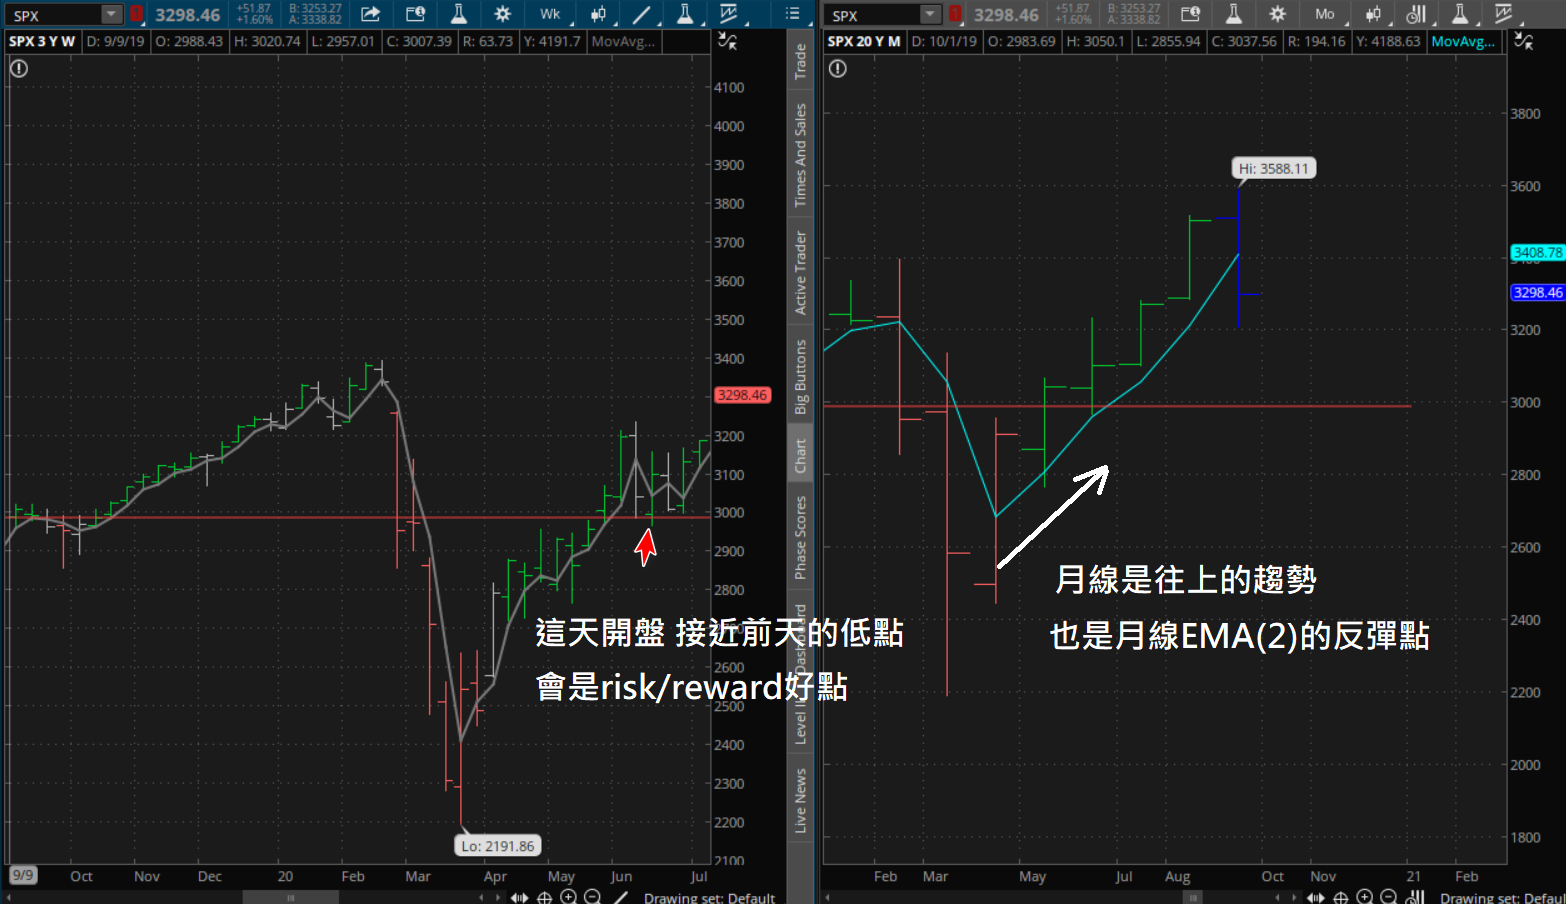 SPX
3298.46
+51.87
+1.60%
B: 3253.27
A: 3338.82
Wk
SPX 3 Y W
D: 9/9/19
O: 2988.43
H: 3020.74
L: 2957.01
C: 3007.39
R: 63.73
Y: 4191.7
MovAvg...
4100
4000
3900
3800
3700
3600
3500
3400
3298.46
3200
3100
3000
2900
2800
2600
2500
2400
2300
2200
2100
這天開盤 接近前天的低點
會是risk/reward好點
Lo: 2191.86
9/9
Oct
Nov
Dec
20
Feb
Mar
Apr
May
Jun
Jul
Drawing set: Default
Trade
Times And Sales
Active Trader
Big Buttons
Chart
Phase Scores
Dashboard
Level II
Live News
SPX
1
3298.46
+51.87
+1.60%
B: 3253.27
A: 3338.82
Mo
SPX 20 Y M
D: 10/1/19
O: 2983.69
H: 3050.1
L: 2855.94
C: 3037.56
R: 194.16
Y: 4188.63
MovAvg...
Hi: 3588.11
3800
3600
3408.78
3298.46
3200
3000
2800
2600
2400
2200
2000
1800
月線是往上的趨勢
也是月線EMA(2)的反彈點
Feb
Mar
May
Jul
Aug
Oct
Nov
21
Feb
Drawing set: Defau